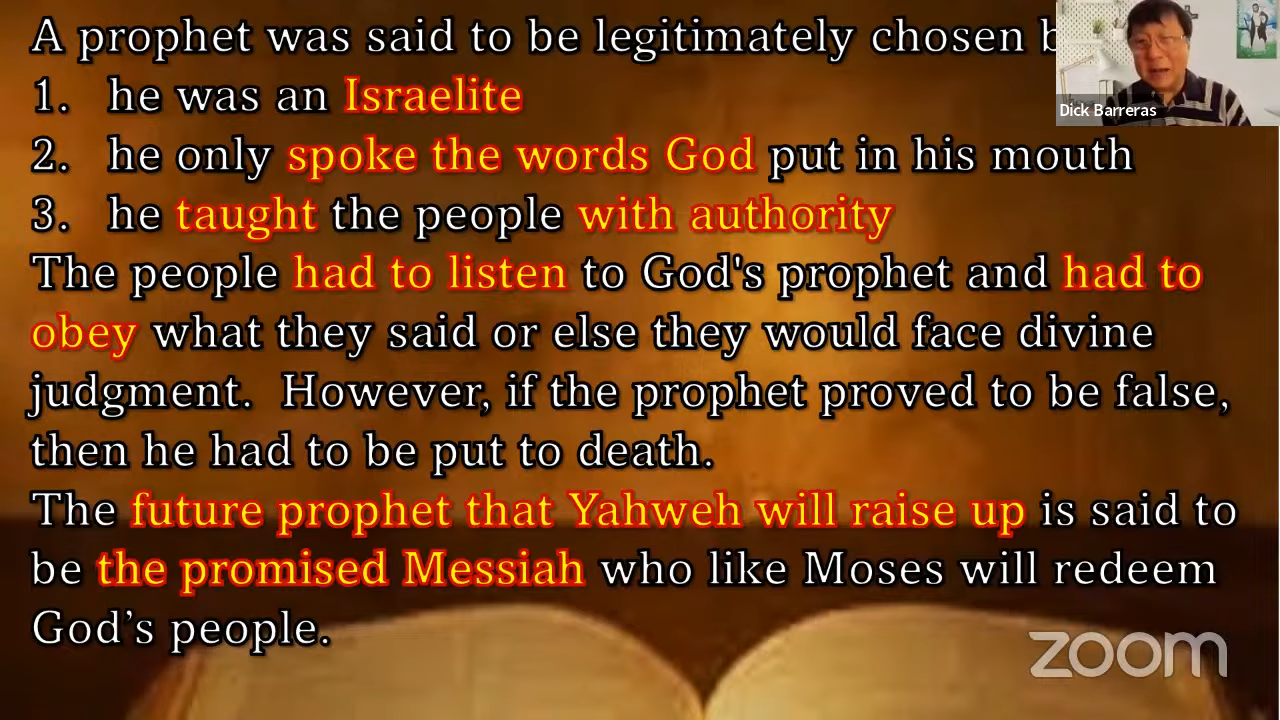 A prophet was said to be legitimately chosen
1. he was an Israelite
2. he only spoke the words God put in his mouth
3. he taught the people with authority
The people had to listen to God's prophet and had to
obey what they said or else they would face divine
judgment. However, if the prophet proved to be false,
then he had to be put to death.
The future prophet that Yahweh will raise up is said to
be the promised Messiah who like Moses will redeem
God’s people.
Dick Barreras
zoom